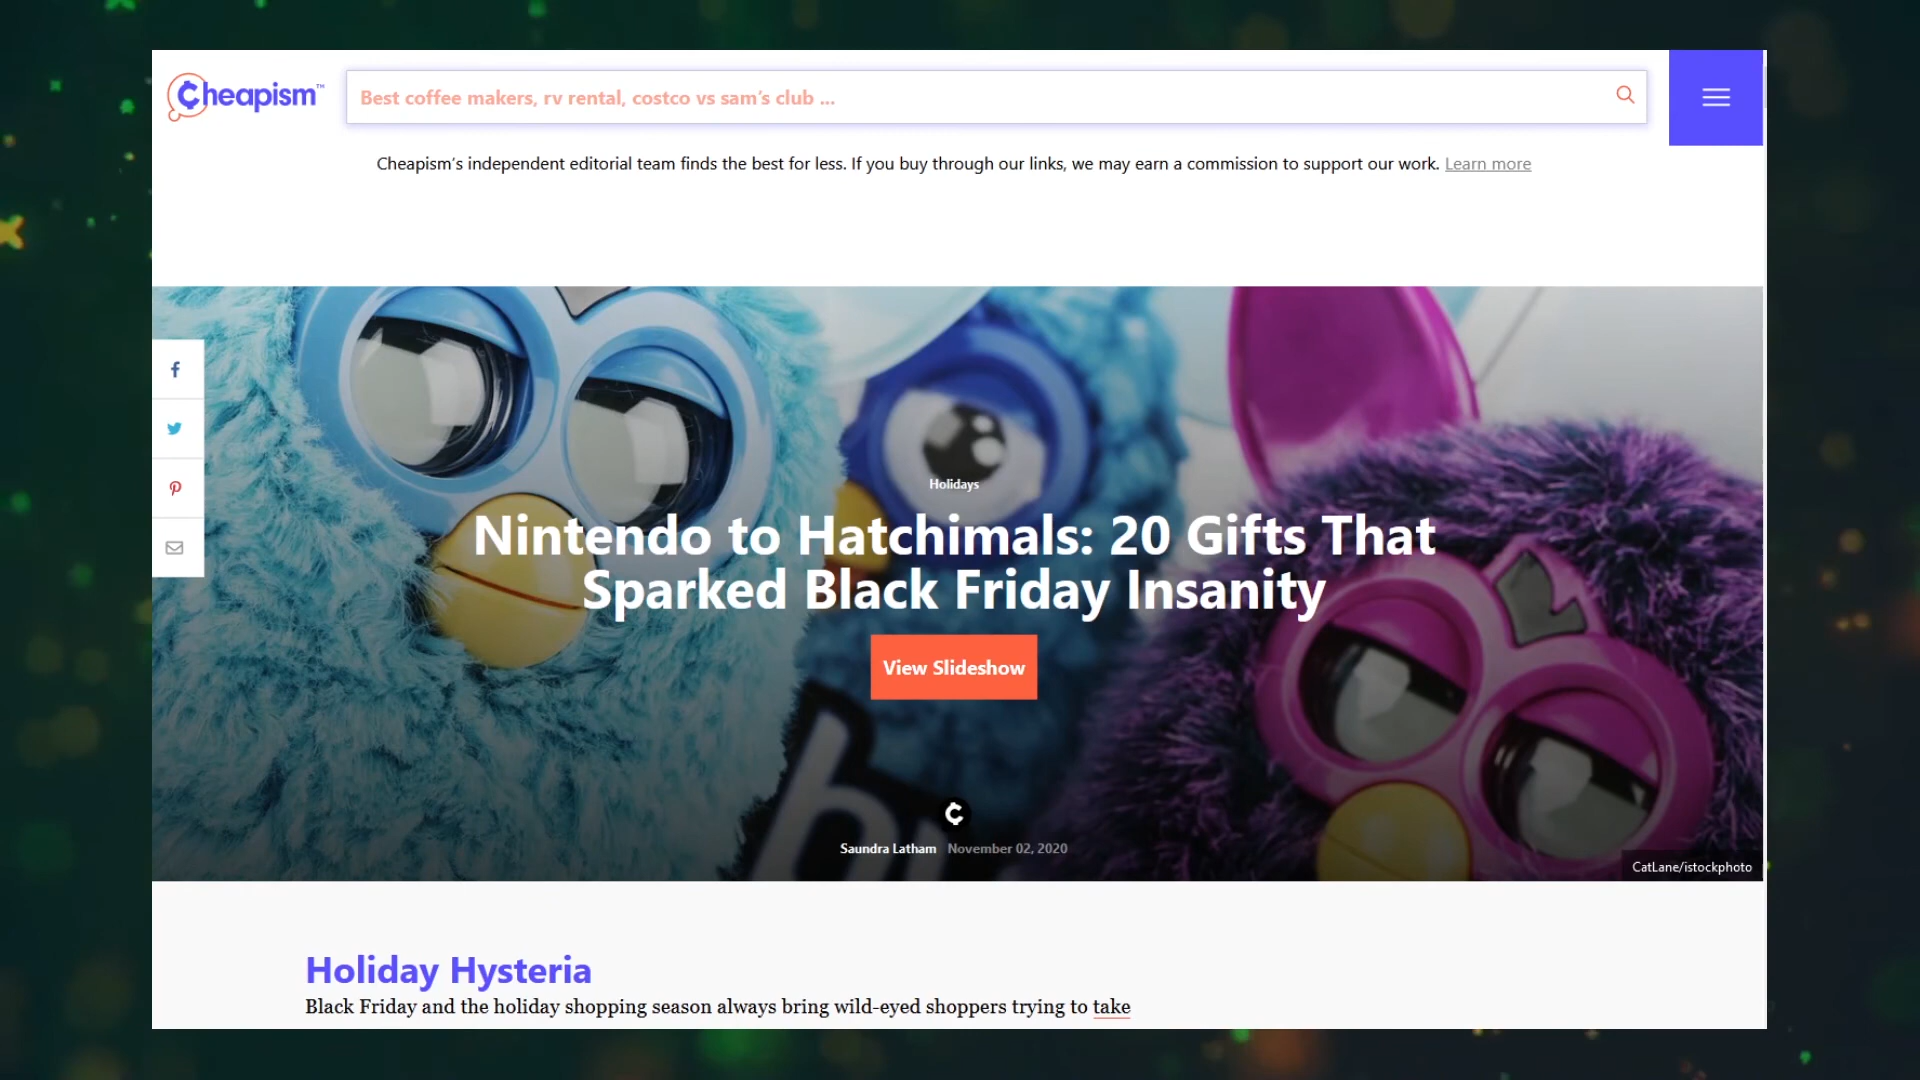 Cheapism™
Best coffee makers, rv rental, costco vs sam's club ...
Cheapism's independent editorial team finds the best for less. If you buy through our links, we may earn a commission to support our work. Learn more
Holidays
Nintendo to Hatchimals: 20 Gifts That
Sparked Black Friday Insanity
View Slideshow
Saundra Latham November 02, 2020
CatLane/istockphoto
Holiday Hysteria
Black Friday and the holiday shopping season always bring wild-eyed shoppers trying to take